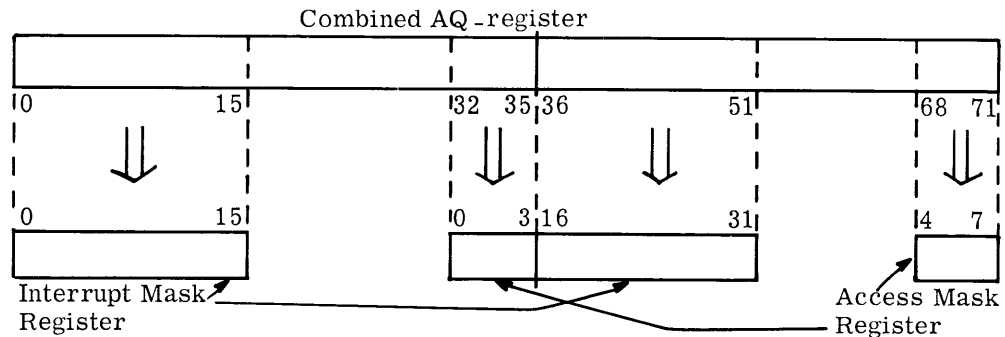 Combined AQ-register
0 15 32 35 36 51 68 71
0 15 0 3 16 31 4 7
Interrupt Mask
Register
Access Mask
Register